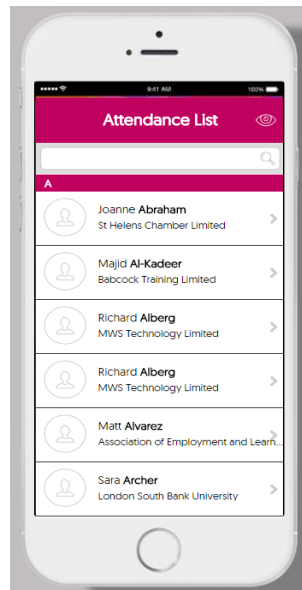 9:41 AM 100%
Attendance List
A
Joanne Abraham
St Helens Chamber Limited
Majid Al-Kadeer
Babcock Training Limited
Richard Alberg
MWS Technology Limited
Richard Alberg
MWS Technology Limited
Matt Alvarez
Association of Employment and Learn...
Sara Archer
London South Bank University